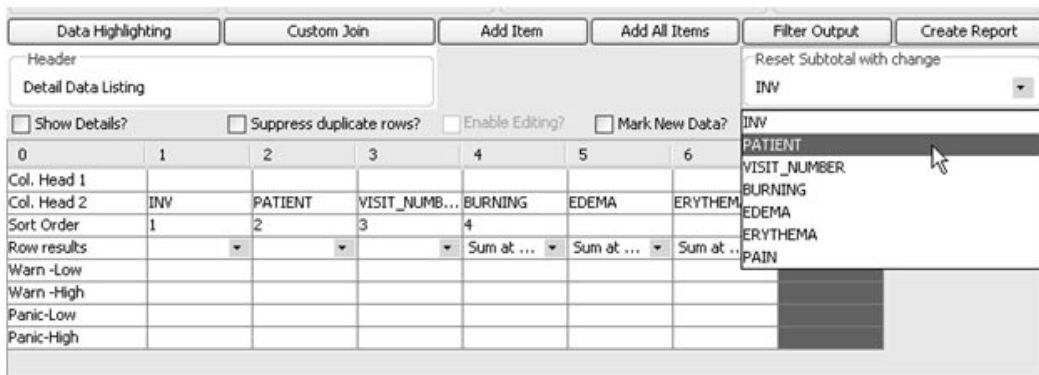 Data Highlighting Custom Join Add Item Add All Items Filter Output Create Report
Header Reset Subtotal with change
Detail Data Listing INV
Show Details? Suppress duplicate rows? Enable Editing? Mark New Data? INV
PATIENT
VISIT_NUMBER
BURNING
EDEMA
ERYTHEMA
PAIN
0 1 2 3 4 5 6
Col. Head 1
Col. Head 2 INV PATIENT VISIT_NUMB... BURNING EDEMA ERYTHEM
Sort Order 1 2 3 4
Row results Sum at ... Sum at ... Sum at ..
Warn -Low
Warn -High
Panic-Low
Panic-High